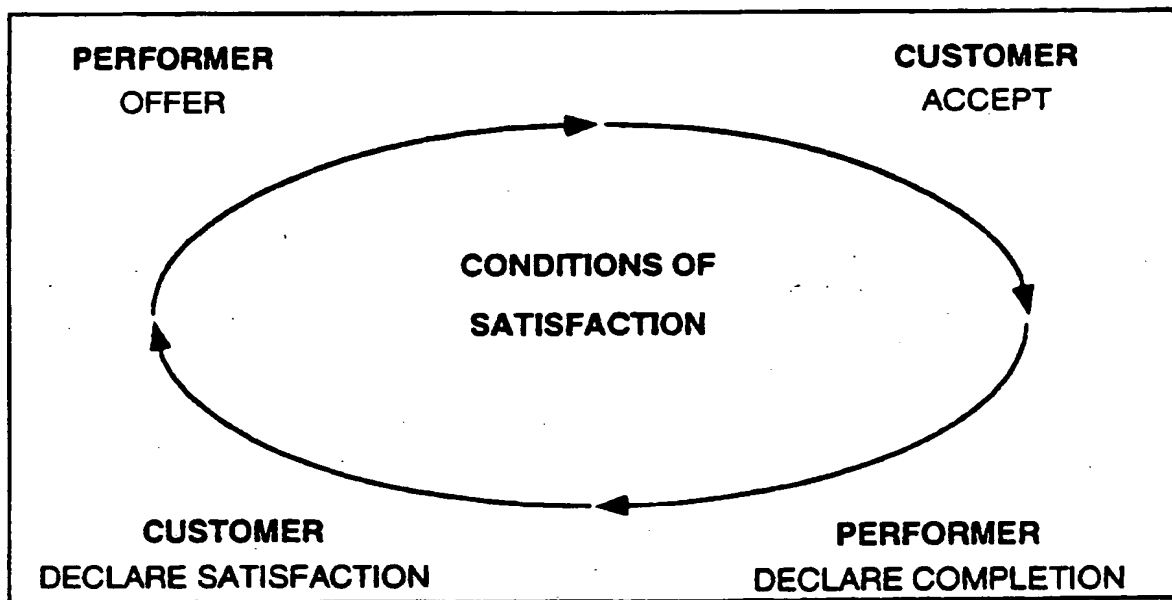 PERFORMER
OFFER
CUSTOMER
ACCEPT
CONDITIONS OF
SATISFACTION
CUSTOMER
DECLARE SATISFACTION
PERFORMER
DECLARE COMPLETION